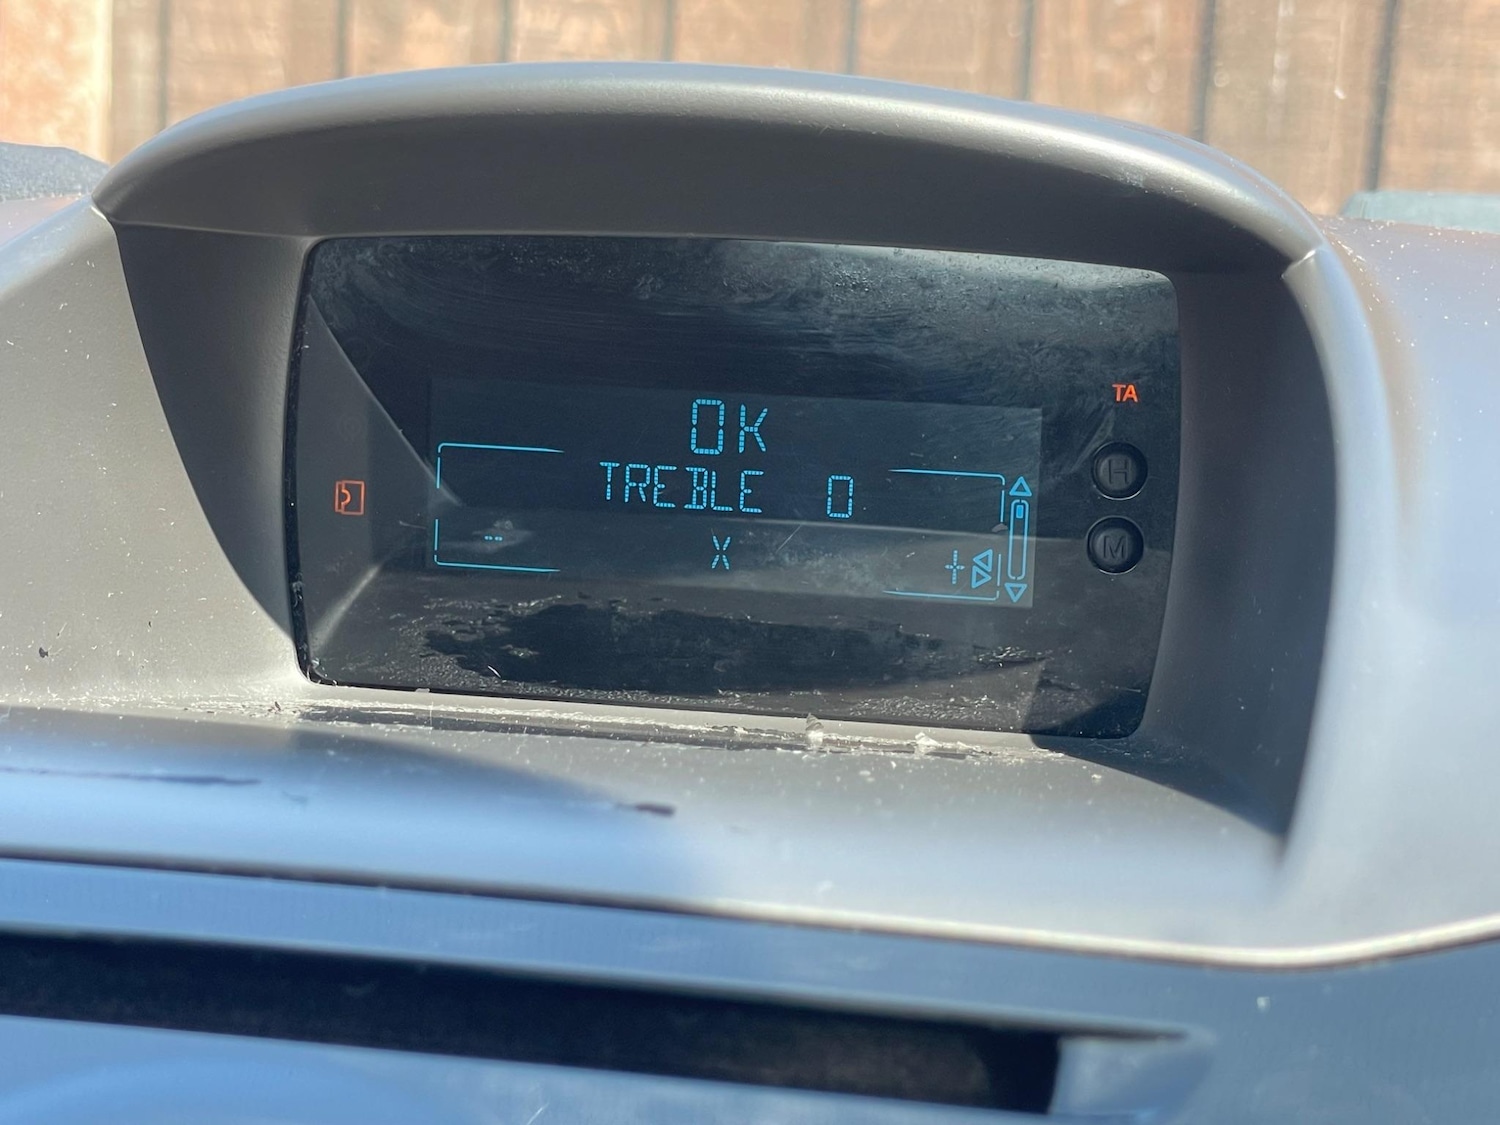 OK
TREBLE 0
-- X +
TA
H
M